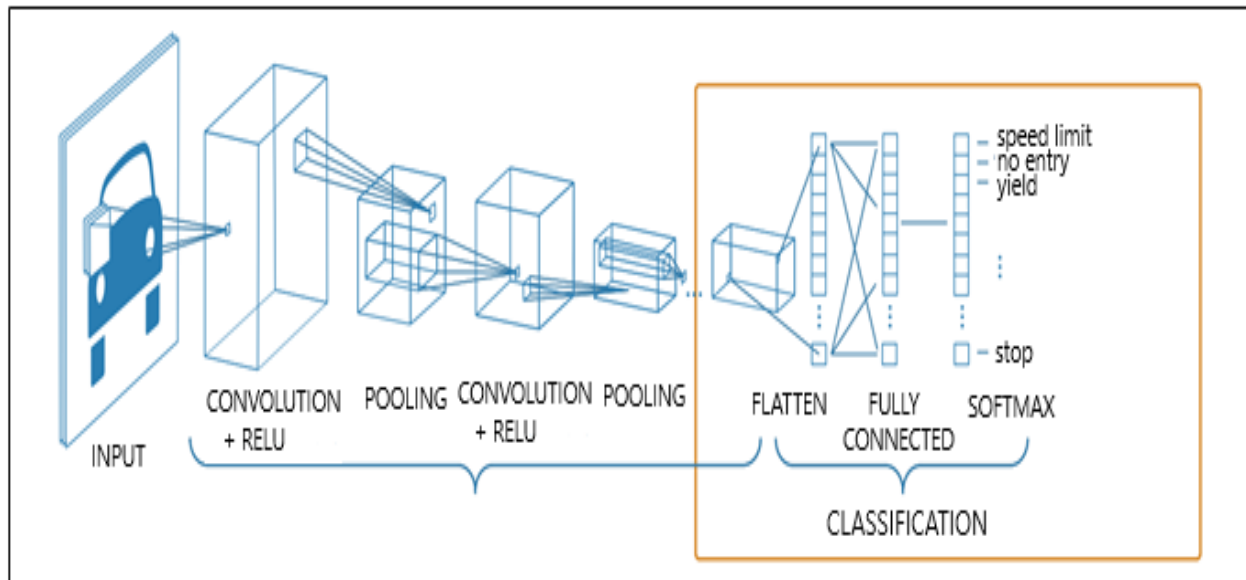 speed limit
no entry
yield
stop
INPUT
CONVOLUTION
+ RELU
POOLING
CONVOLUTION
+ RELU
POOLING
...
FLATTEN
FULLY
CONNECTED
SOFTMAX
CLASSIFICATION